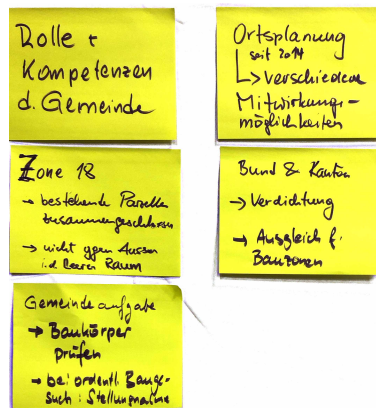 Rolle +
Kompetenzen
d. Gemeinde
Ortsplanung
seit 2014
↳ verschiedene
Mitwirkungs-
möglichkeiten
Zone 18
→ bestehende Parzellen
zusammengeschlossen
→ nicht gegen Aussen
i.d. leeren Raum
Bund & Kanton
→ Verdichtung
→ Ausgleich f.
Bauzonen
Gemeindeaufgabe
→ Baukörper
prüfen
→ bei ordentl. Bauge-
such : Stellungnahme